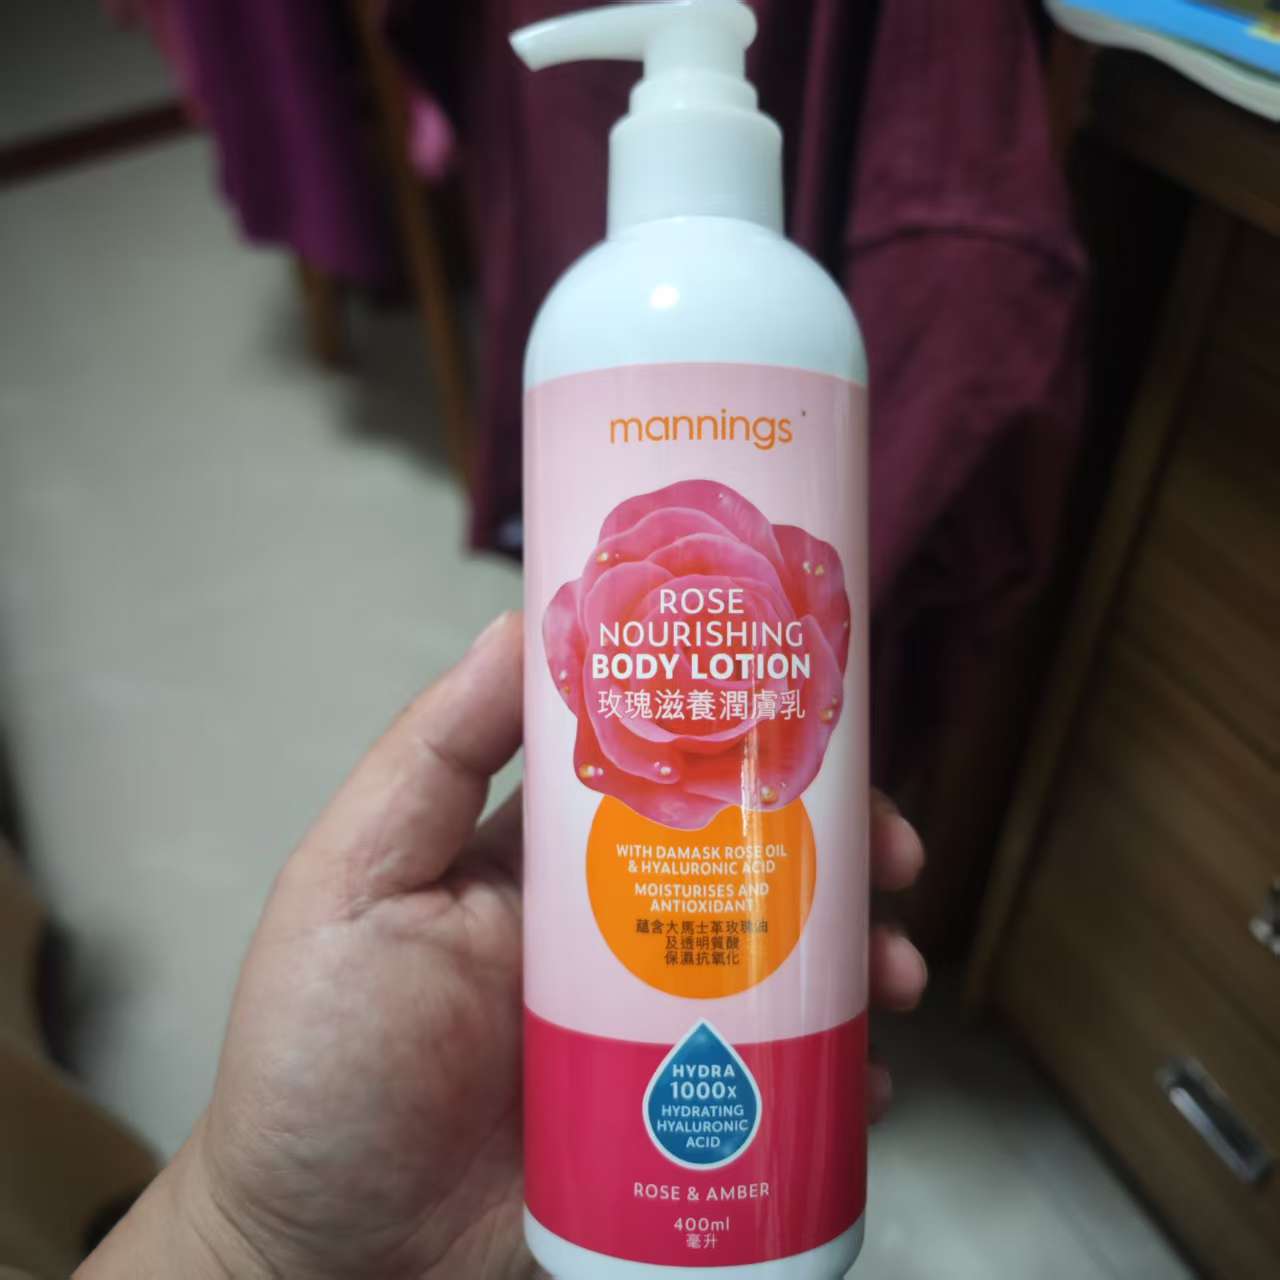 mannings
ROSE
NOURISHING
BODY LOTION
玫瑰滋養潤膚乳
WITH DAMASK ROSE OIL
& HYALURONIC ACID
MOISTURISES AND
ANTIOXIDANT
蘊含大馬士革玫瑰油
及透明質酸
保濕抗氧化
HYDRA
1000x
HYDRATING
HYALURONIC
ACID
ROSE & AMBER
400ml
毫升